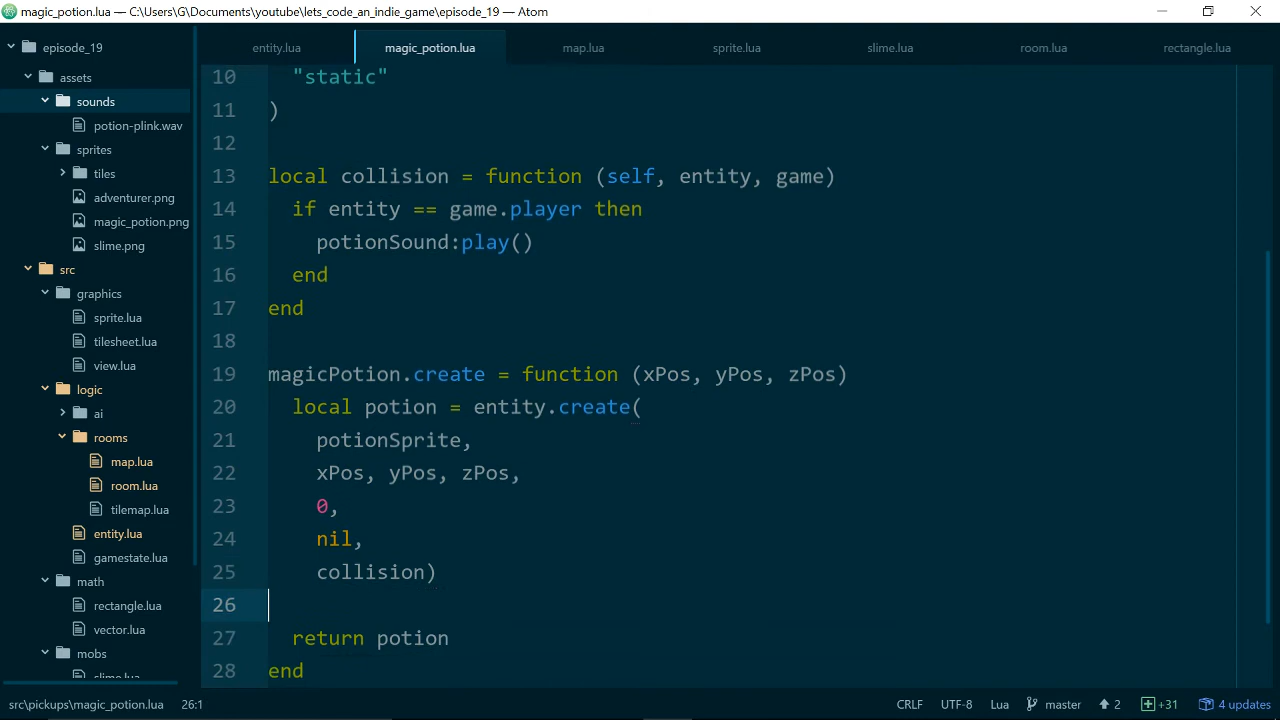 magic_potion.lua — C:\Users\G\Documents\youtube\lets_code_an_indie_game\episode_19 — Atom
episode_19
assets
sounds
potion-plink.wav
sprites
tiles
adventurer.png
magic_potion.png
slime.png
src
graphics
sprite.lua
tilesheet.lua
view.lua
logic
ai
rooms
map.lua
room.lua
tilemap.lua
entity.lua
gamestate.lua
math
rectangle.lua
vector.lua
mobs
slime.lua
entity.lua magic_potion.lua map.lua sprite.lua slime.lua room.lua rectangle.lua
10 "static"
11 )
12
13 local collision = function (self, entity, game)
14 if entity == game.player then
15 potionSound:play()
16 end
17 end
18
19 magicPotion.create = function (xPos, yPos, zPos)
20 local potion = entity.create(
21 potionSprite,
22 xPos, yPos, zPos,
23 0,
24 nil,
25 collision)
26
27 return potion
28 end
src\pickups\magic_potion.lua 26:1 CRLF UTF-8 Lua master 2 +31 4 updates